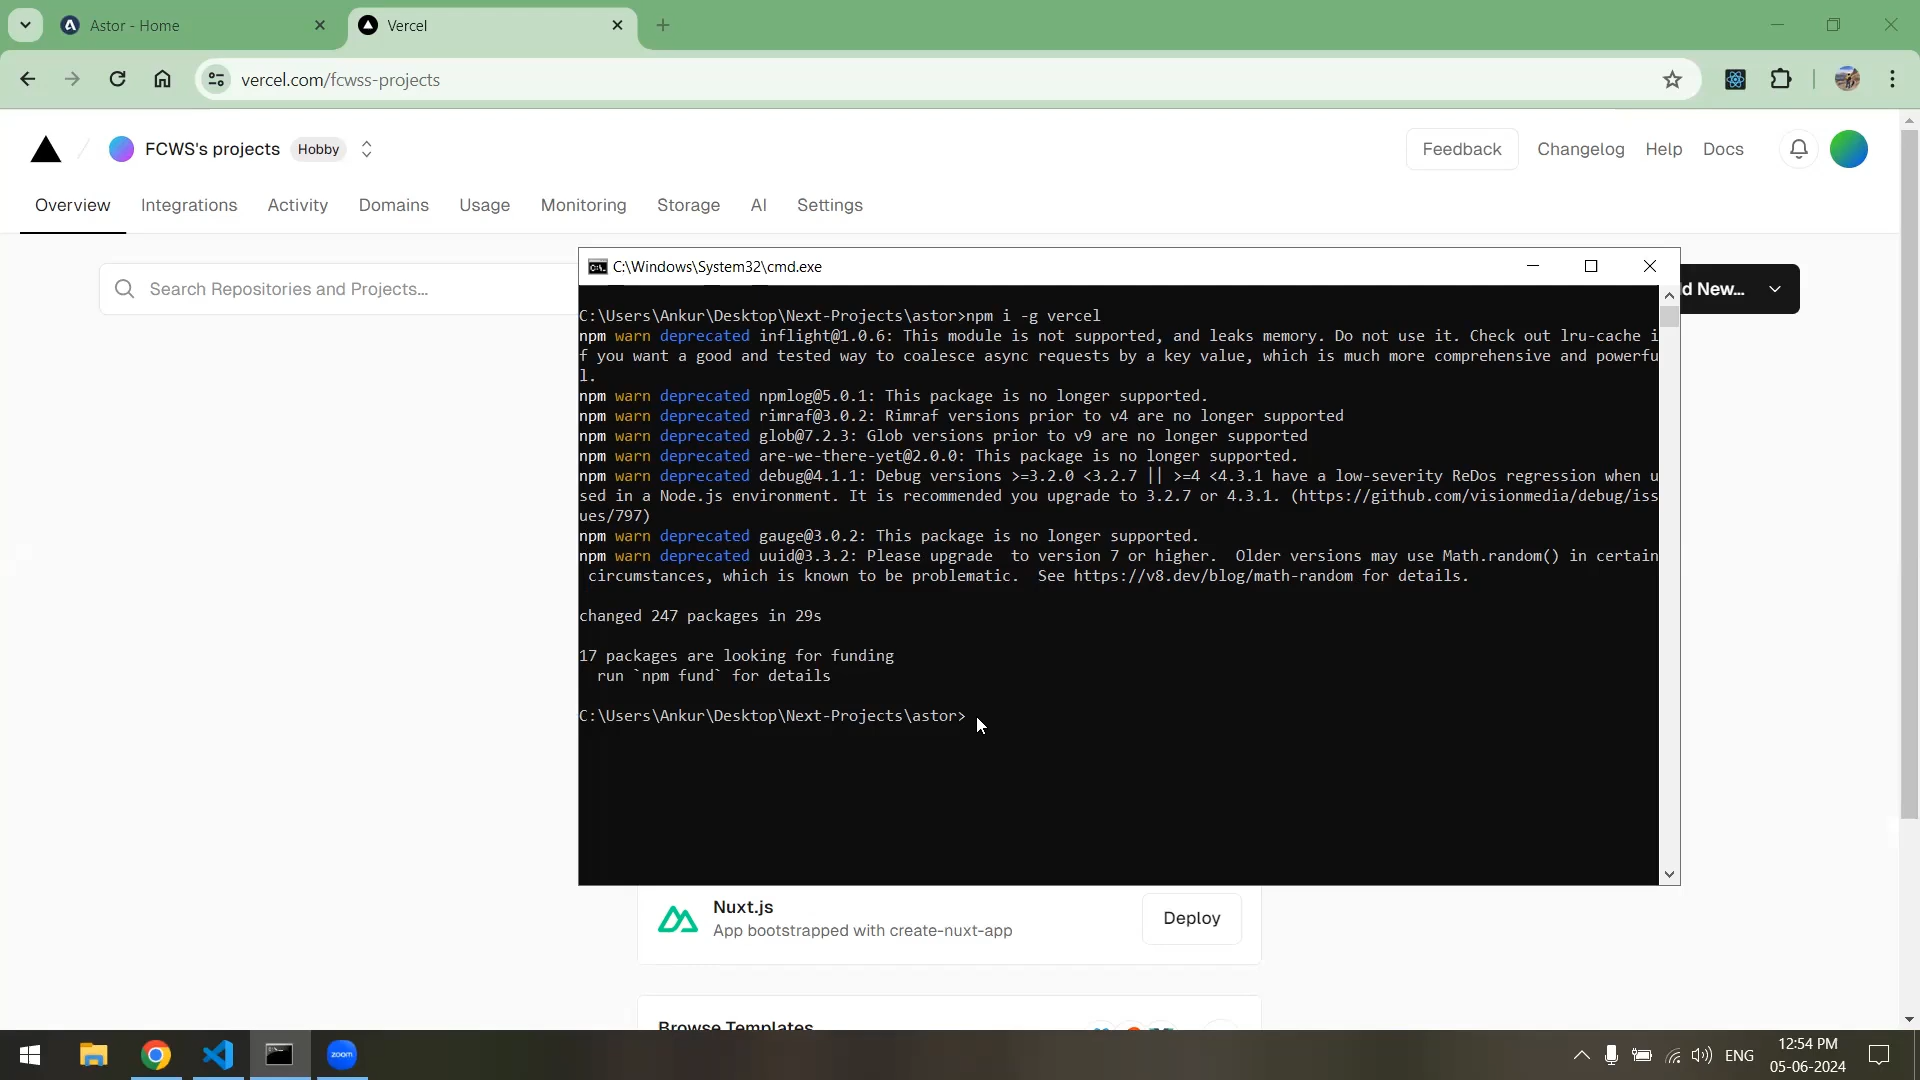 Astor - Home
Vercel
vercel.com/fcwss-projects
FCWS's projects Hobby
Feedback Changelog Help Docs
Overview Integrations Activity Domains Usage Monitoring Storage AI Settings
Search Repositories and Projects...
New...
C:\Windows\System32\cmd.exe
C:\Users\Ankur\Desktop\Next-Projects\astor>npm i -g vercel
npm warn deprecated inflight@1.0.6: This module is not supported, and leaks memory. Do not use it. Check out lru-cache i
f you want a good and tested way to coalesce async requests by a key value, which is much more comprehensive and powerfu
l.
npm warn deprecated npmlog@5.0.1: This package is no longer supported.
npm warn deprecated rimraf@3.0.2: Rimraf versions prior to v4 are no longer supported
npm warn deprecated glob@7.2.3: Glob versions prior to v9 are no longer supported
npm warn deprecated are-we-there-yet@2.0.0: This package is no longer supported.
npm warn deprecated debug@4.1.1: Debug versions >=3.2.0 <3.2.7 || >=4 <4.3.1 have a low-severity ReDos regression when u
sed in a Node.js environment. It is recommended you upgrade to 3.2.7 or 4.3.1. (https://github.com/visionmedia/debug/iss
ues/797)
npm warn deprecated gauge@3.0.2: This package is no longer supported.
npm warn deprecated uuid@3.3.2: Please upgrade  to version 7 or higher.  Older versions may use Math.random() in certain
 circumstances, which is known to be problematic.  See https://v8.dev/blog/math-random for details.
changed 247 packages in 29s
17 packages are looking for funding
  run `npm fund` for details
C:\Users\Ankur\Desktop\Next-Projects\astor>
Nuxt.js
App bootstrapped with create-nuxt-app
Deploy
Browse Templates
zoom
ENG
12:54 PM
05-06-2024